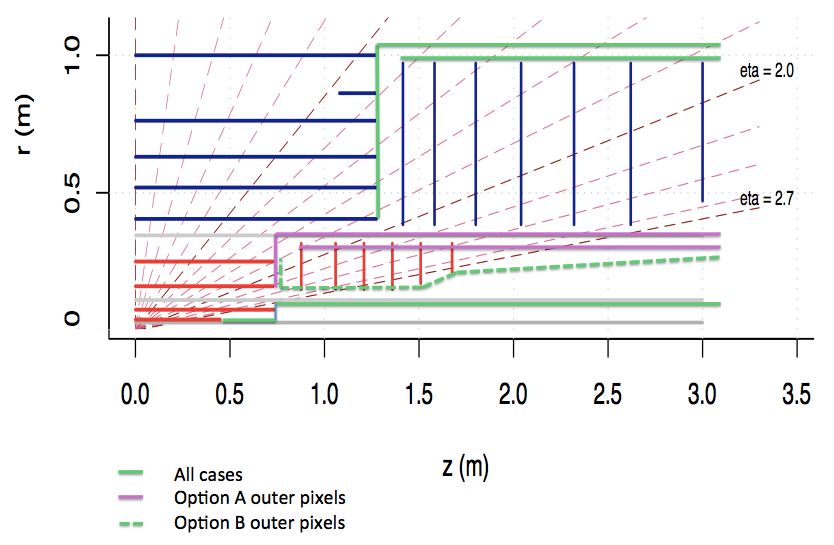 1.0
r (m)
eta = 2.0
0.5
eta = 2.7
0
0.0 0.5 1.0 1.5 2.0 2.5 3.0 3.5
z (m)
All cases
Option A outer pixels
Option B outer pixels